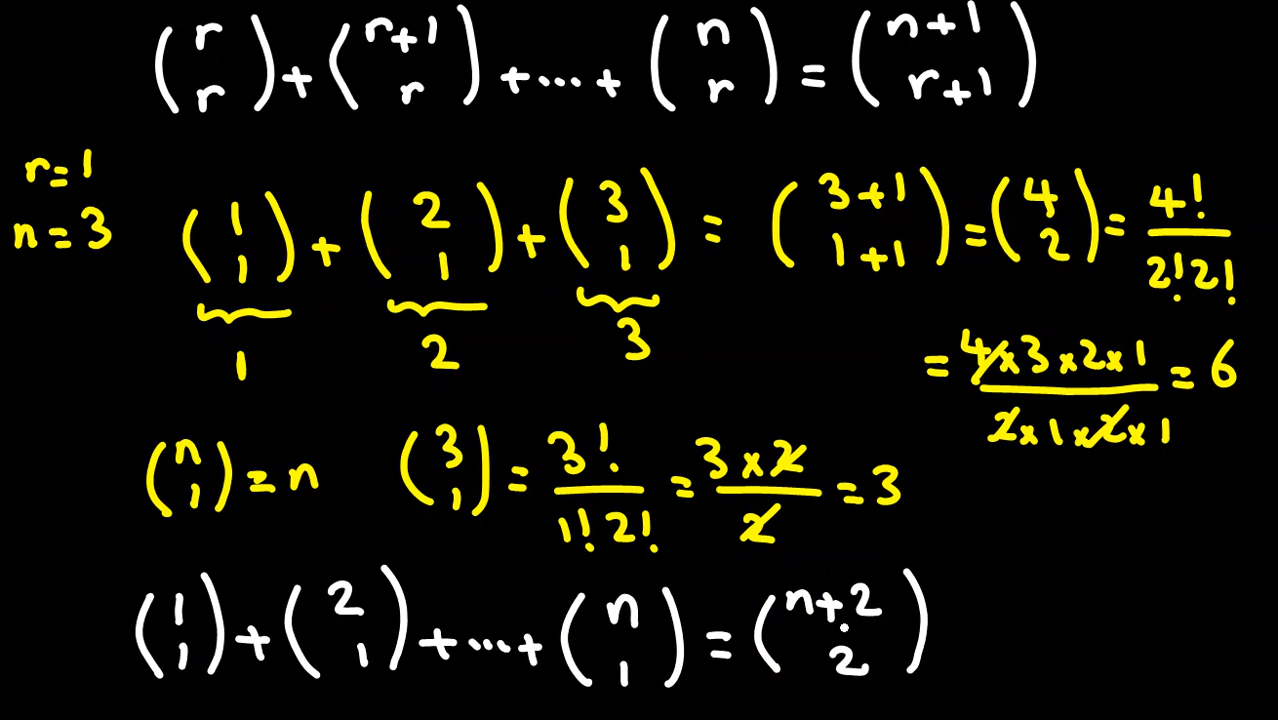 (r r) + (r+1 r) + ... + (n r) = (n+1 r+1)
r=1
n=3
(1 1) + (2 1) + (3 1) = (3+1 1+1) = (4 2) = 4!/2!2!
1 2 3
= 4×3×2×1/2×1×2×1 = 6
(n 1) = n (3 1) = 3!/1!2! = 3×2/2 = 3
(1 1) + (2 1) + ... + (n 1) = (n+2 2)